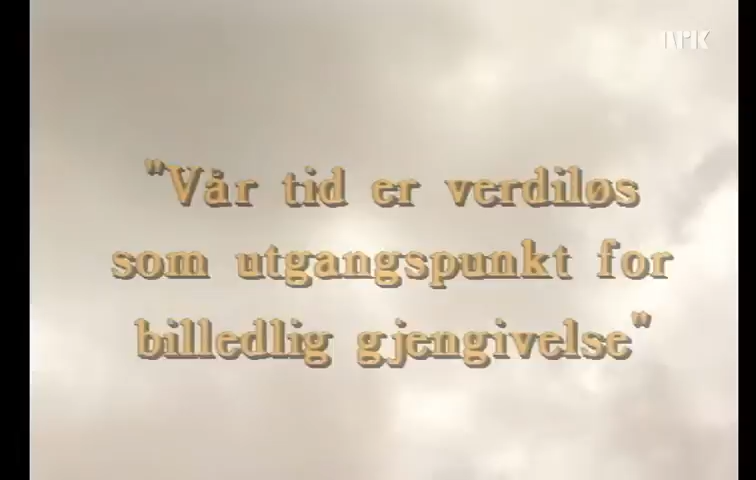 NRK
"Vår tid er verdiløs
som utgangspunkt for
billedlig gjengivelse"